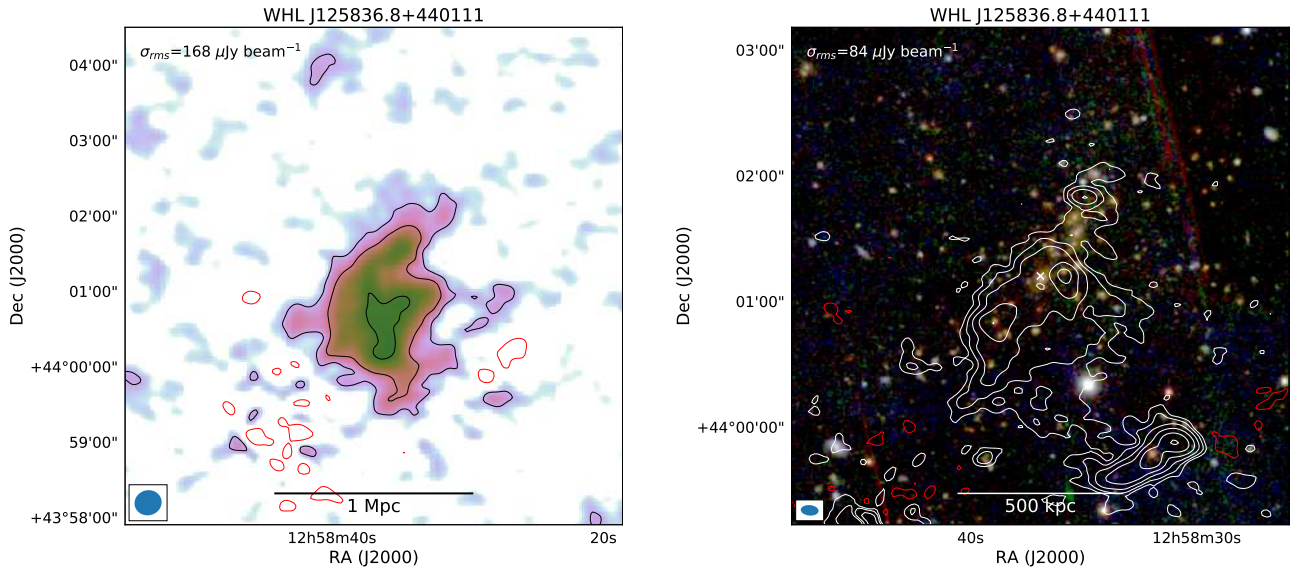 WHL J125836.8+440111
σrms=168 μJy beam−1
Dec (J2000)
04'00"
03'00"
02'00"
01'00"
+44°00'00"
59'00"
+43°58'00"
1 Mpc
12h58m40s
20s
RA (J2000)
WHL J125836.8+440111
σrms=84 μJy beam−1
Dec (J2000)
03'00"
02'00"
01'00"
+44°00'00"
500 kpc
40s
12h58m30s
RA (J2000)